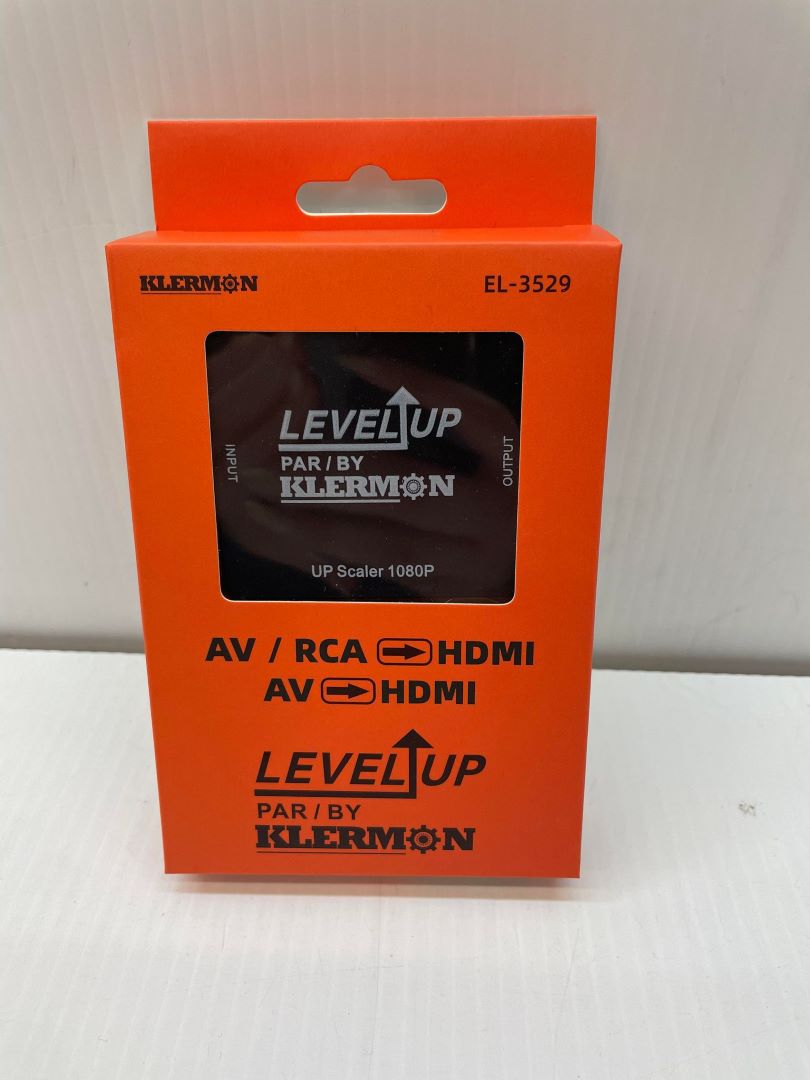 KLERMON
EL-3529
LEVEL UP
PAR / BY
KLERMON
INPUT
OUTPUT
UP Scaler 1080P
AV / RCA HDMI
AV HDMI
LEVEL UP
PAR / BY
KLERMON